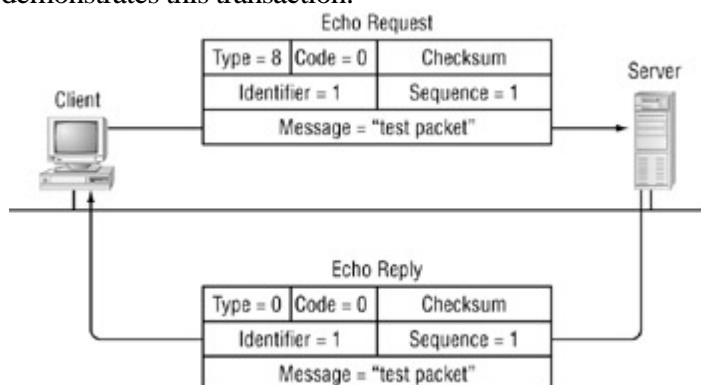 demonstrates this transaction.
Echo Request
Type = 8 Code = 0 Checksum
Server
Client
Identifier = 1 Sequence = 1
Message = "test packet"
Echo Reply
Type = 0 Code = 0 Checksum
Identifier = 1 Sequence = 1
Message = "test packet"